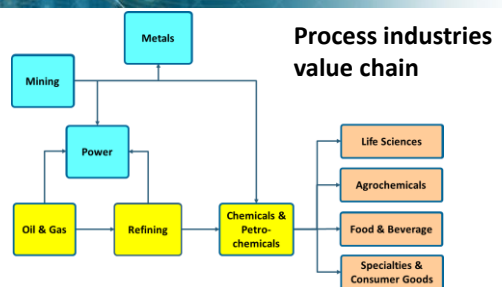 Process industries
value chain
Metals
Mining
Power
Oil & Gas
Refining
Chemicals &
Petro-
chemicals
Life Sciences
Agrochemicals
Food & Beverage
Specialties &
Consumer Goods